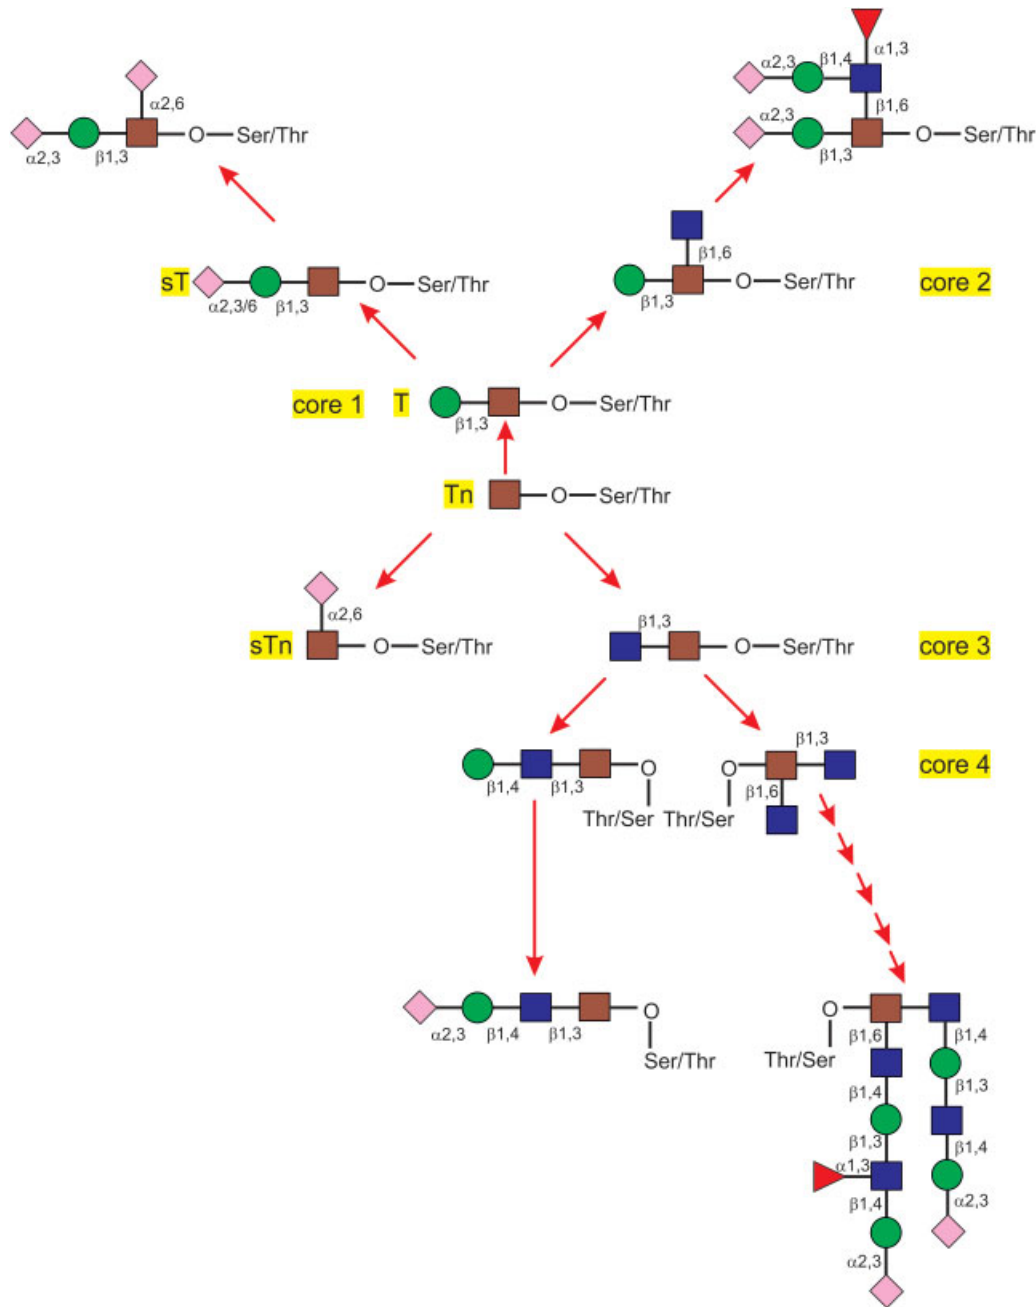 α1,3
α2,3 β1,4
α2,6 β1,6
α2,3
O Ser/Thr O Ser/Thr
α2,3 β1,3 β1,3
β1,6
sT O Ser/Thr O Ser/Thr core 2
α2,3/6 β1,3 β1,3
core 1 T O Ser/Thr
β1,3
Tn O Ser/Thr
α2,6 β1,3
sTn O Ser/Thr O Ser/Thr core 3
β1,3
O O core 4
β1,4 β1,3 β1,6
Thr/Ser Thr/Ser
O O
α2,3 β1,4 β1,3 β1,6 β1,4
Ser/Thr Thr/Ser
β1,4 β1,3
β1,3 β1,4
α1,3
β1,4 α2,3
α2,3